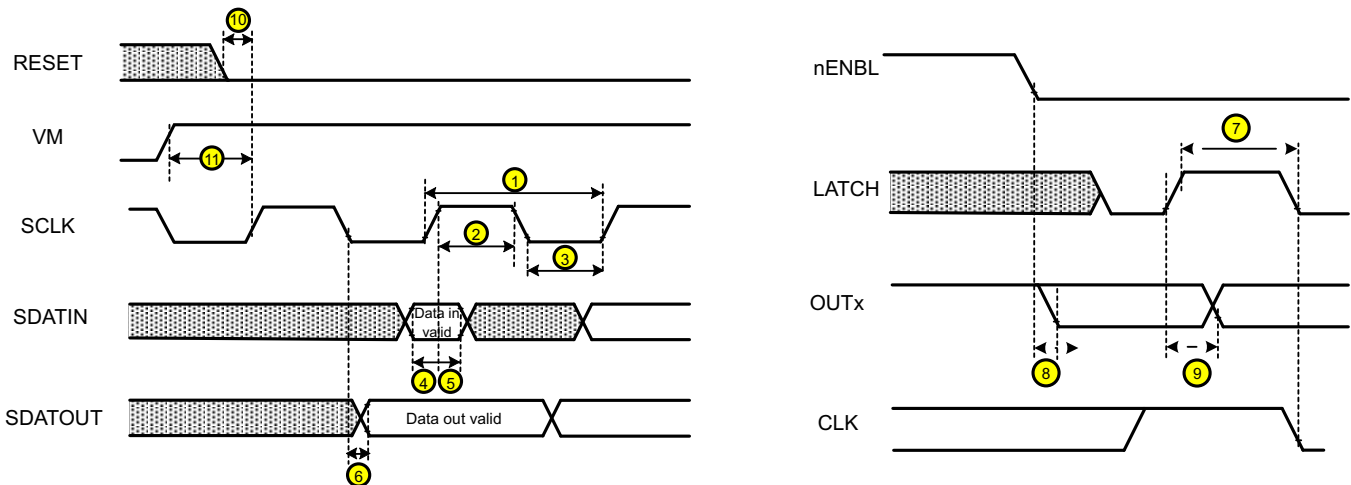 10
RESET
VM
11
1
SCLK
2
3
SDATIN
Data in
valid
4
5
SDATOUT
Data out valid
6
nENBL
7
LATCH
OUTx
8
9
CLK